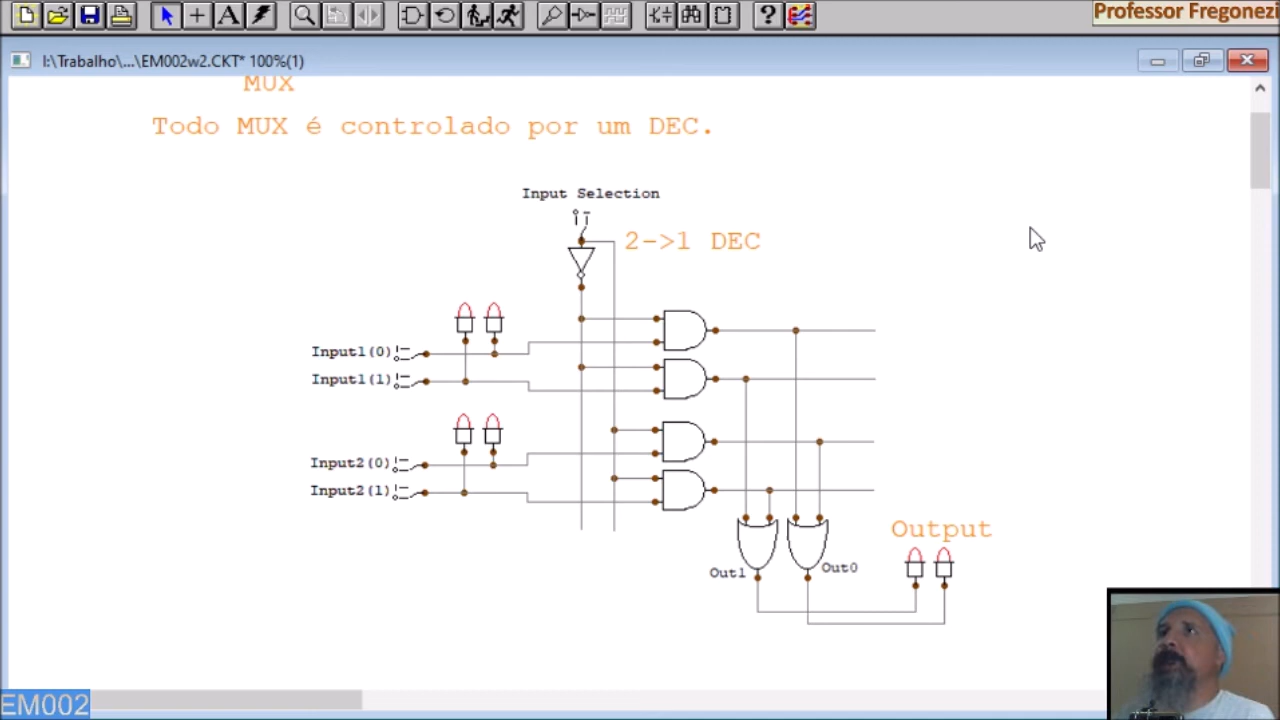 Professor Fregonezi
I:\Trabalho\...\EM002w2.CKT* 100%(1)
MUX
Todo MUX é controlado por um DEC.
Input Selection
2->1 DEC
Input1(0)
Input1(1)
Input2(0)
Input2(1)
Output
Out1
Out0
EM002